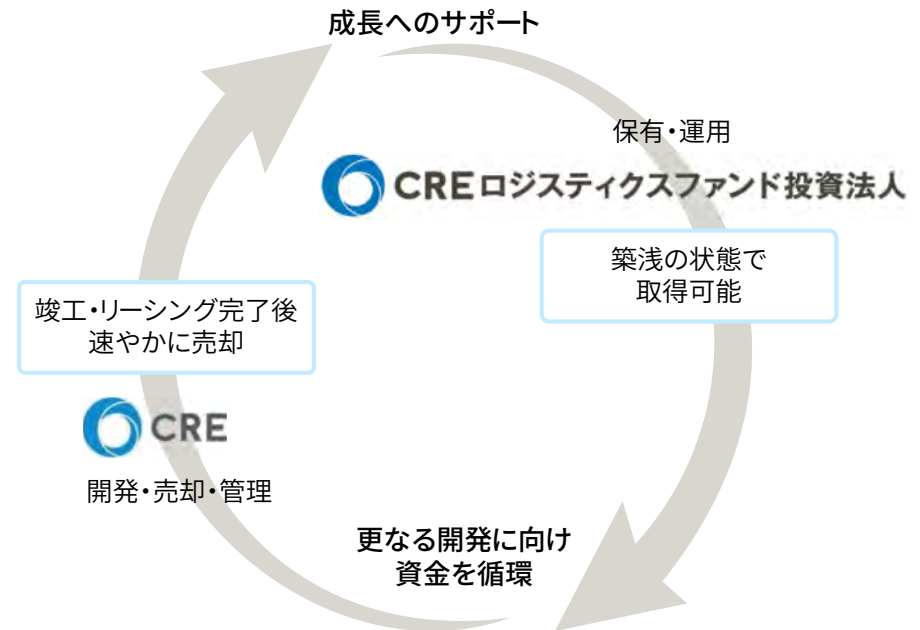 成長へのサポート
保有・運用
CREロジスティクスファンド投資法人
築浅の状態で
取得可能
竣工・リーシング完了後
速やかに売却
CRE
開発・売却・管理
更なる開発に向け
資金を循環